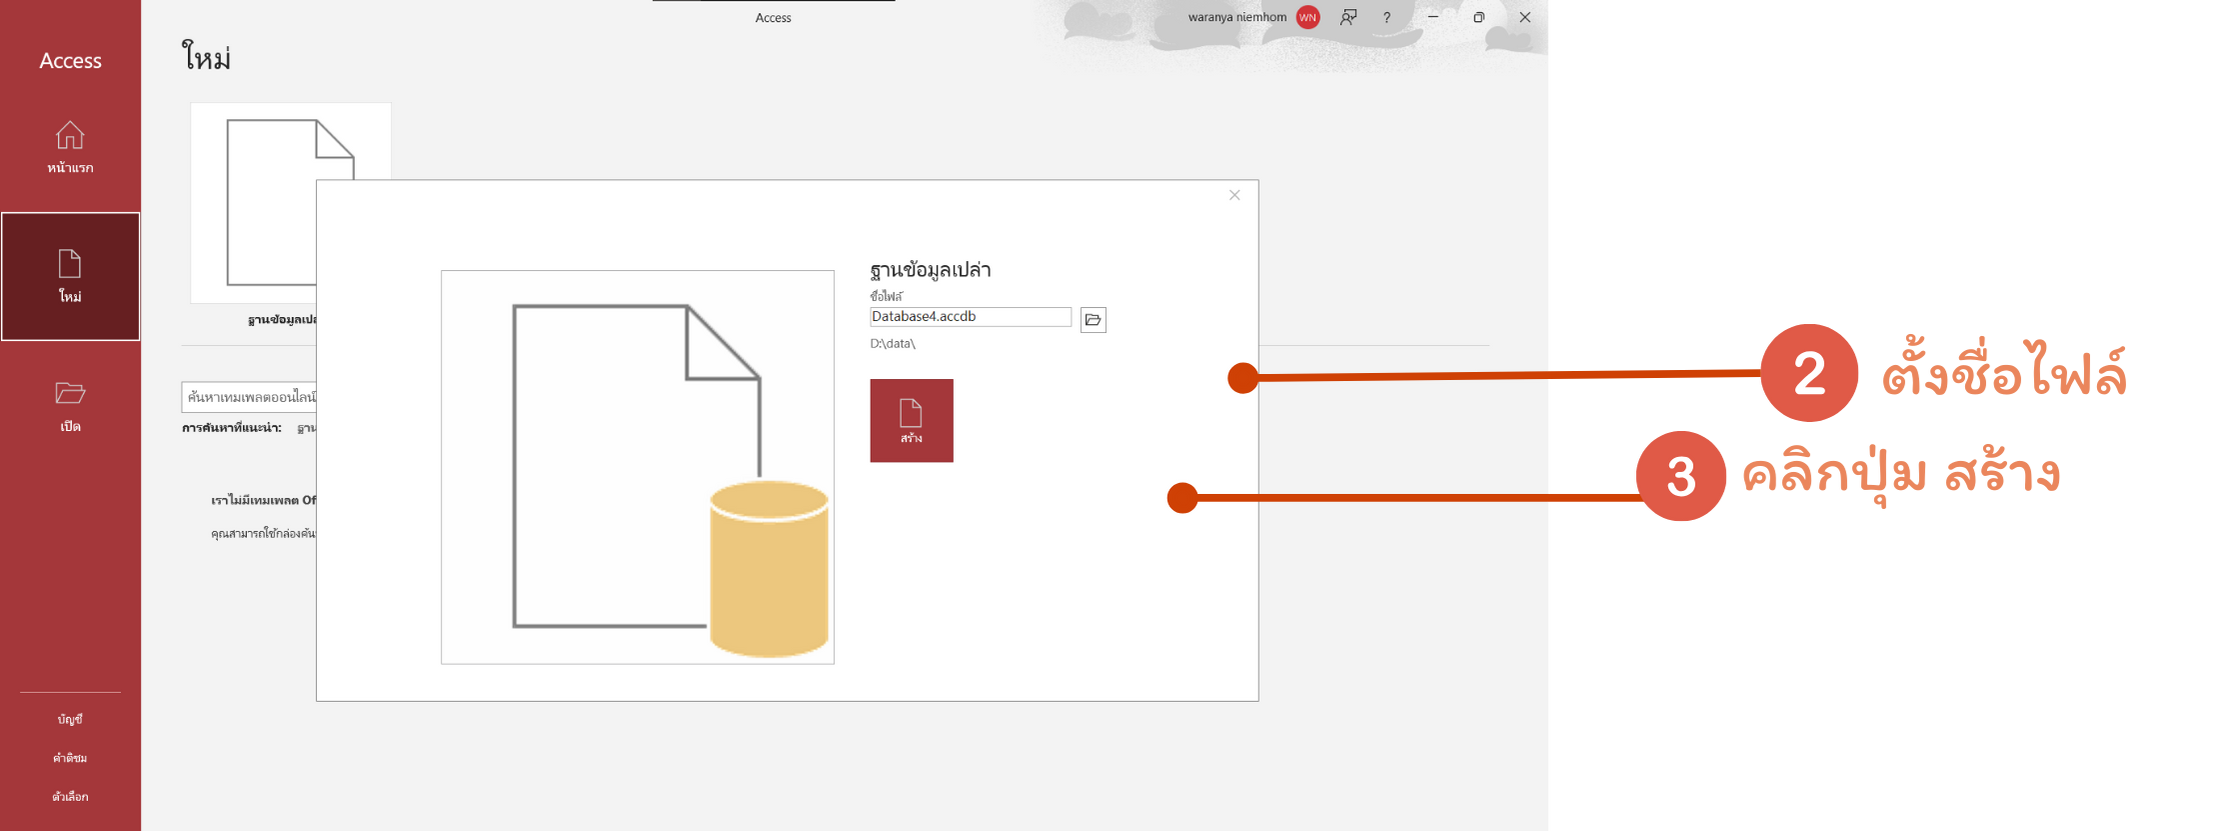 Access
waranya niemhom
WN
?
Access
หน้าแรก
ใหม่
เปิด
บัญชี
คำติชม
ตัวเลือก
ใหม่
ฐานข้อมูลเปล
ค้นหาเทมเพลตออนไลน์
การค้นหาที่แนะนำ: ฐาน
เราไม่มีเทมเพลต Of
คุณสามารถใช้กล่องค้น
ฐานข้อมูลเปล่า
ชื่อไฟล์
Database4.accdb
D:\data\
สร้าง
2 ตั้งชื่อไฟล์
3 คลิกปุ่ม สร้าง